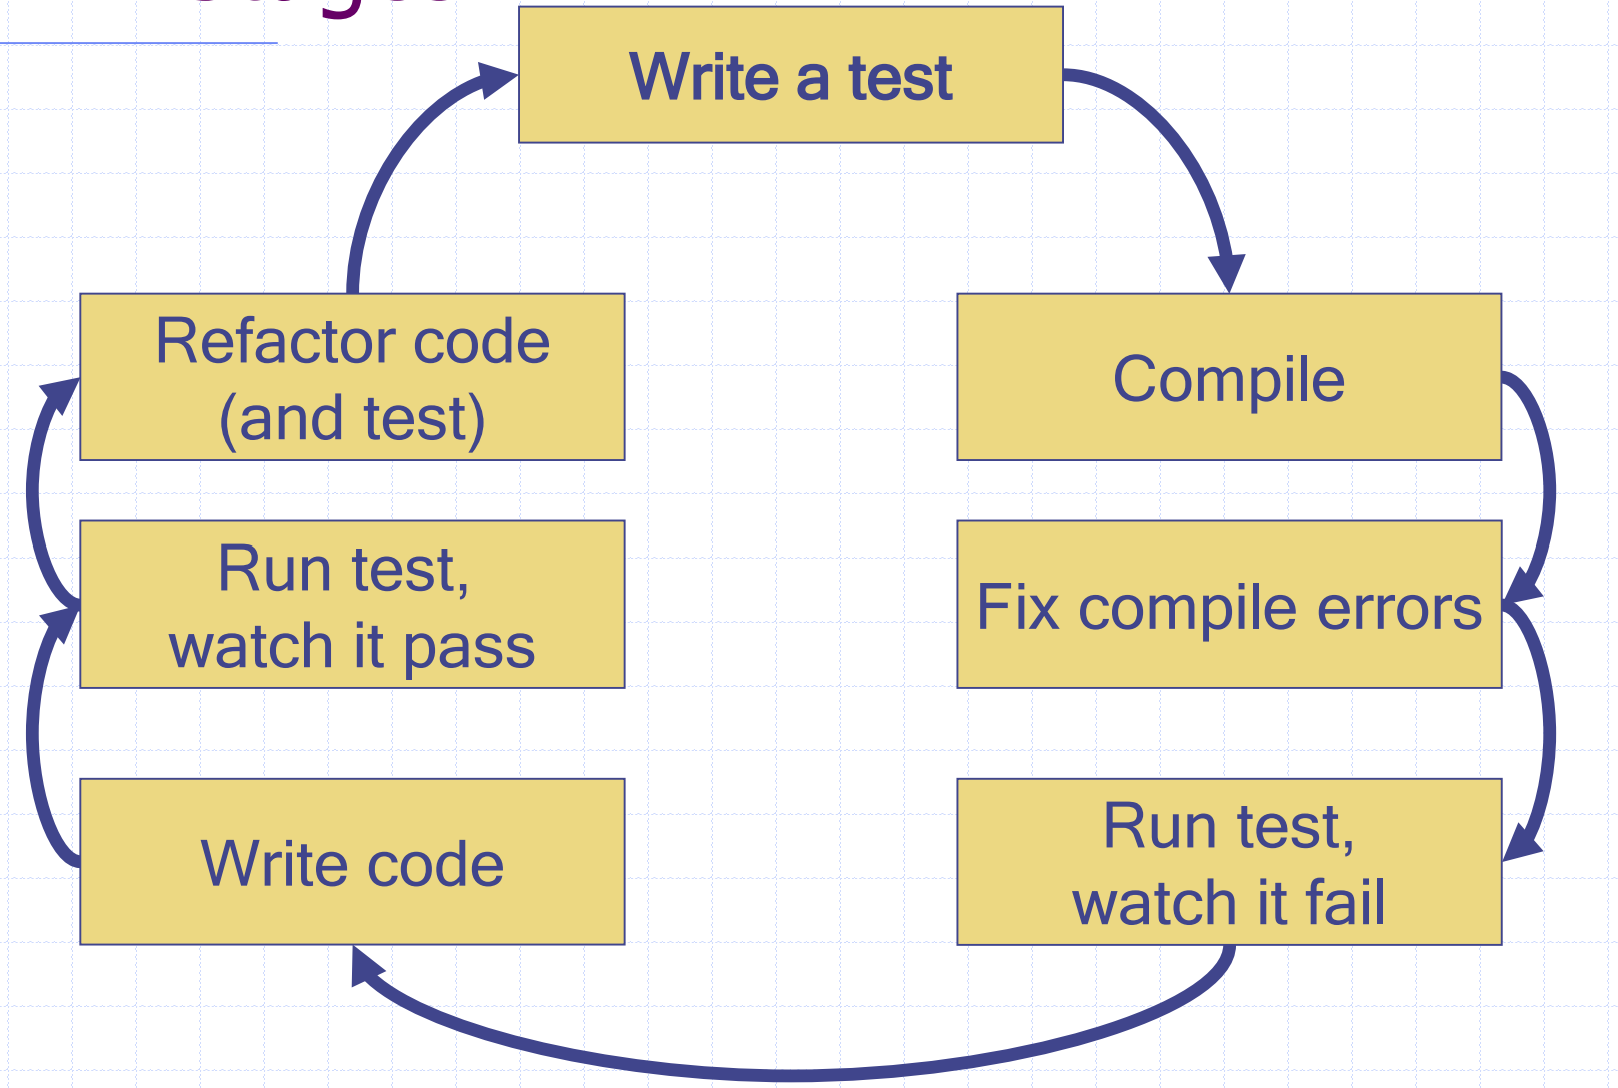 Write a test
Refactor code
(and test)
Compile
Run test,
watch it pass
Fix compile errors
Write code
Run test,
watch it fail